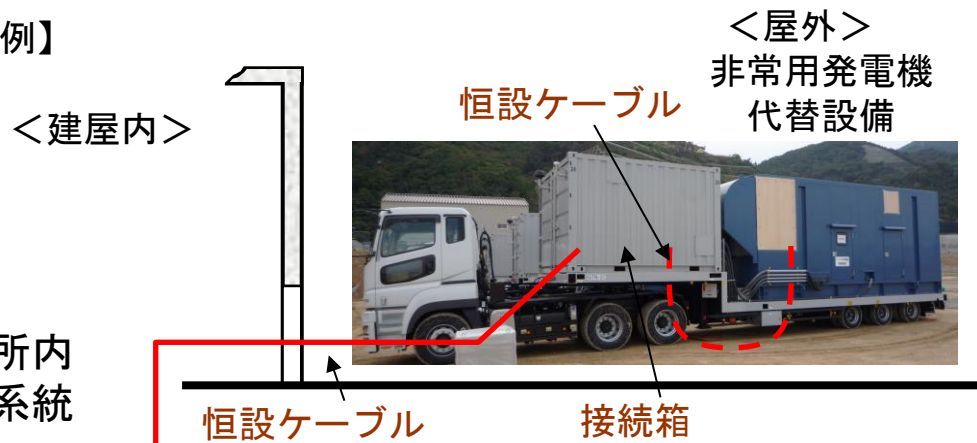 例】
＜屋外＞
非常用発電機
代替設備
恒設ケーブル
＜建屋内＞
所内
系統
恒設ケーブル
接続箱